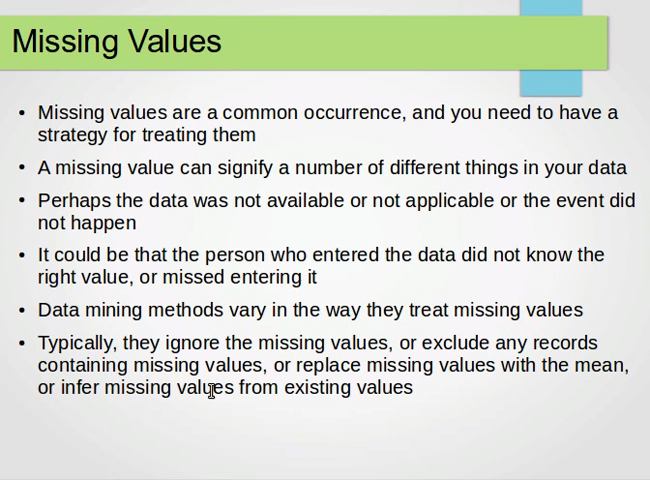 Missing Values
• Missing values are a common occurrence, and you need to have a
strategy for treating them
• A missing value can signify a number of different things in your data
• Perhaps the data was not available or not applicable or the event did
not happen
• It could be that the person who entered the data did not know the
right value, or missed entering it
• Data mining methods vary in the way they treat missing values
• Typically, they ignore the missing values, or exclude any records
containing missing values, or replace missing values with the mean,
or infer missing values from existing values